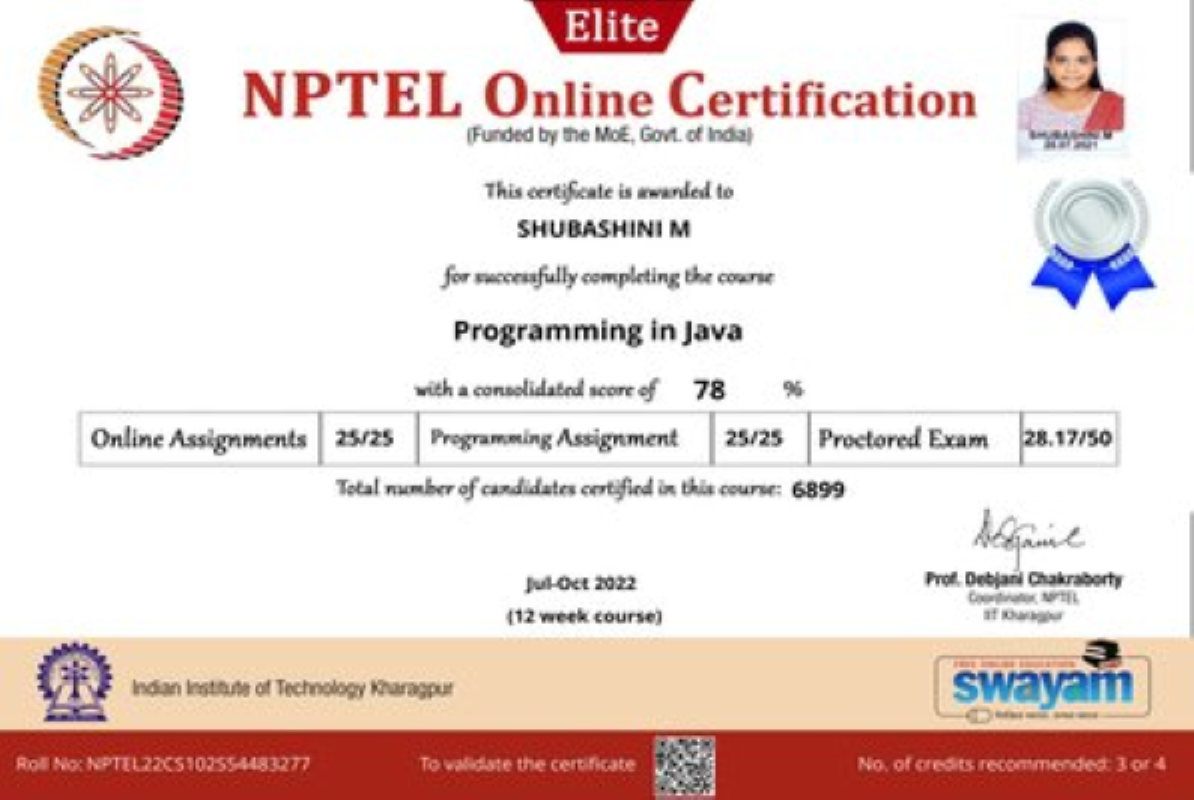 Elite
NPTEL Online Certification
(Funded by the MoE, Govt. of India)
SHUBASHINI M
28.07.2021
This certificate is awarded to
SHUBASHINI M
for successfully completing the course
Programming in Java
with a consolidated score of 78 %
Online Assignments 25/25 Programming Assignment 25/25 Proctored Exam 28.17/50
Total number of candidates certified in this course: 6899
Jul-Oct 2022
(12 week course)
Prof. Debjani Chakraborty
Coordinator, NPTEL
IIT Kharagpur
Indian Institute of Technology Kharagpur
FREE ONLINE EDUCATION
swayam
Roll No: NPTEL22CS102S54483277 To validate the certificate No. of credits recommended: 3 or 4